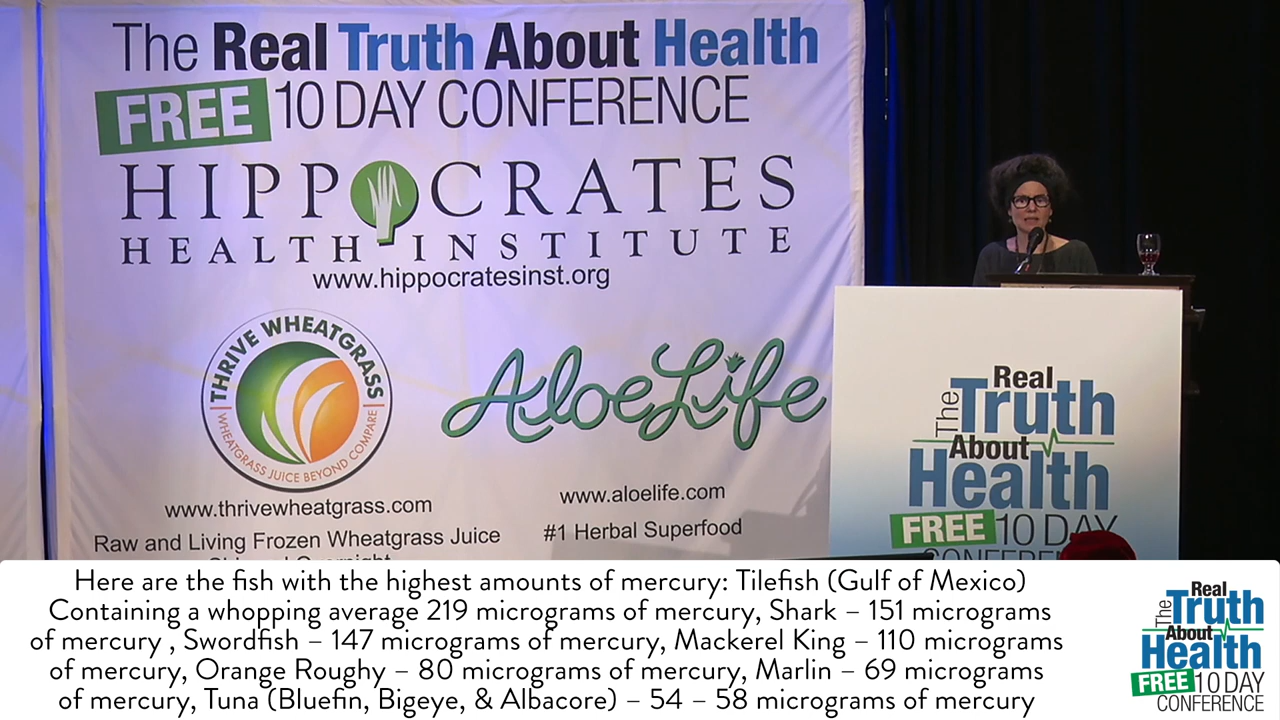 The Real Truth About Health
FREE 10 DAY CONFERENCE
HIPPOCRATES
HEALTH INSTITUTE
www.hippocratesinst.org
THRIVE WHEATGRASS
WHEATGRASS JUICE BEYOND COMPARE
www.thrivewheatgrass.com
Raw and Living Frozen Wheatgrass Juice
AloeLife
www.aloelife.com
#1 Herbal Superfood
The Real
Truth
About
Health
FREE 10 DAY
CONFERENCE
Here are the fish with the highest amounts of mercury: Tilefish (Gulf of Mexico)
Containing a whopping average 219 micrograms of mercury, Shark – 151 micrograms
of mercury , Swordfish – 147 micrograms of mercury, Mackerel King – 110 micrograms
of mercury, Orange Roughy – 80 micrograms of mercury, Marlin – 69 micrograms
of mercury, Tuna (Bluefin, Bigeye, & Albacore) – 54 – 58 micrograms of mercury
The Real
Truth
About
Health
FREE 10 DAY
CONFERENCE